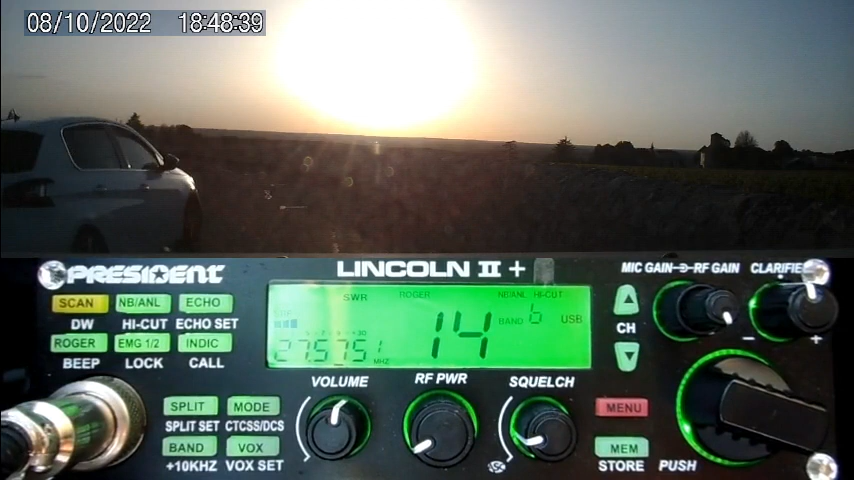 08/10/2022 18:48:39
PRESIDENT LINCOLN II + MIC GAIN RF GAIN CLARIFIER
SCAN NB/ANL ECHO
DW HI-CUT ECHO SET
ROGER EMG 1/2 INDIC
BEEP LOCK CALL
SWR ROGER NB/ANL HI-CUT
14 BAND b USB
27.5751 MHZ
CH
- +
VOLUME RF PWR SQUELCH
SPLIT MODE MENU
SPLIT SET CTCSS/DCS
BAND VOX MEM
+10KHZ VOX SET STORE PUSH